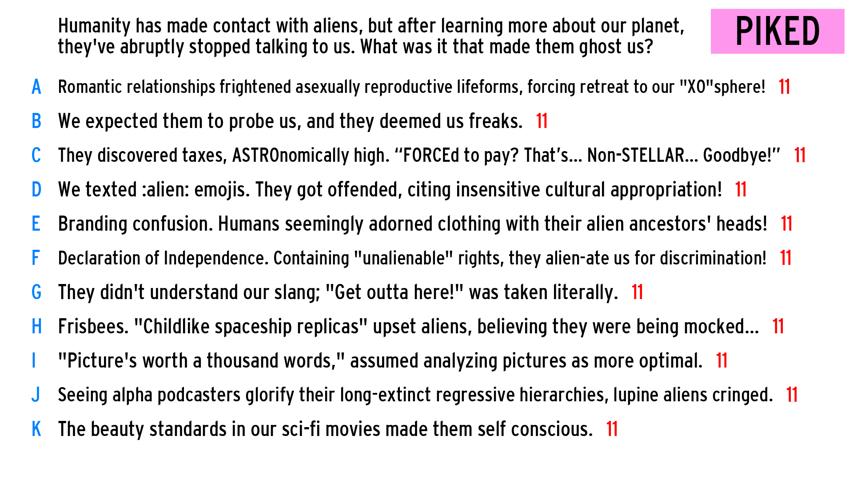 Humanity has made contact with aliens, but after learning more about our planet,
they've abruptly stopped talking to us. What was it that made them ghost us?
PIKED
A Romantic relationships frightened asexually reproductive lifeforms, forcing retreat to our "XO"sphere! 11
B We expected them to probe us, and they deemed us freaks. 11
C They discovered taxes, ASTROnomically high. “FORCEd to pay? That’s... Non-STELLAR... Goodbye!” 11
D We texted :alien: emojis. They got offended, citing insensitive cultural appropriation! 11
E Branding confusion. Humans seemingly adorned clothing with their alien ancestors' heads! 11
F Declaration of Independence. Containing "unalienable" rights, they alien-ate us for discrimination! 11
G They didn't understand our slang; "Get outta here!" was taken literally. 11
H Frisbees. "Childlike spaceship replicas" upset aliens, believing they were being mocked... 11
I "Picture's worth a thousand words," assumed analyzing pictures as more optimal. 11
J Seeing alpha podcasters glorify their long-extinct regressive hierarchies, lupine aliens cringed. 11
K The beauty standards in our sci-fi movies made them self conscious. 11